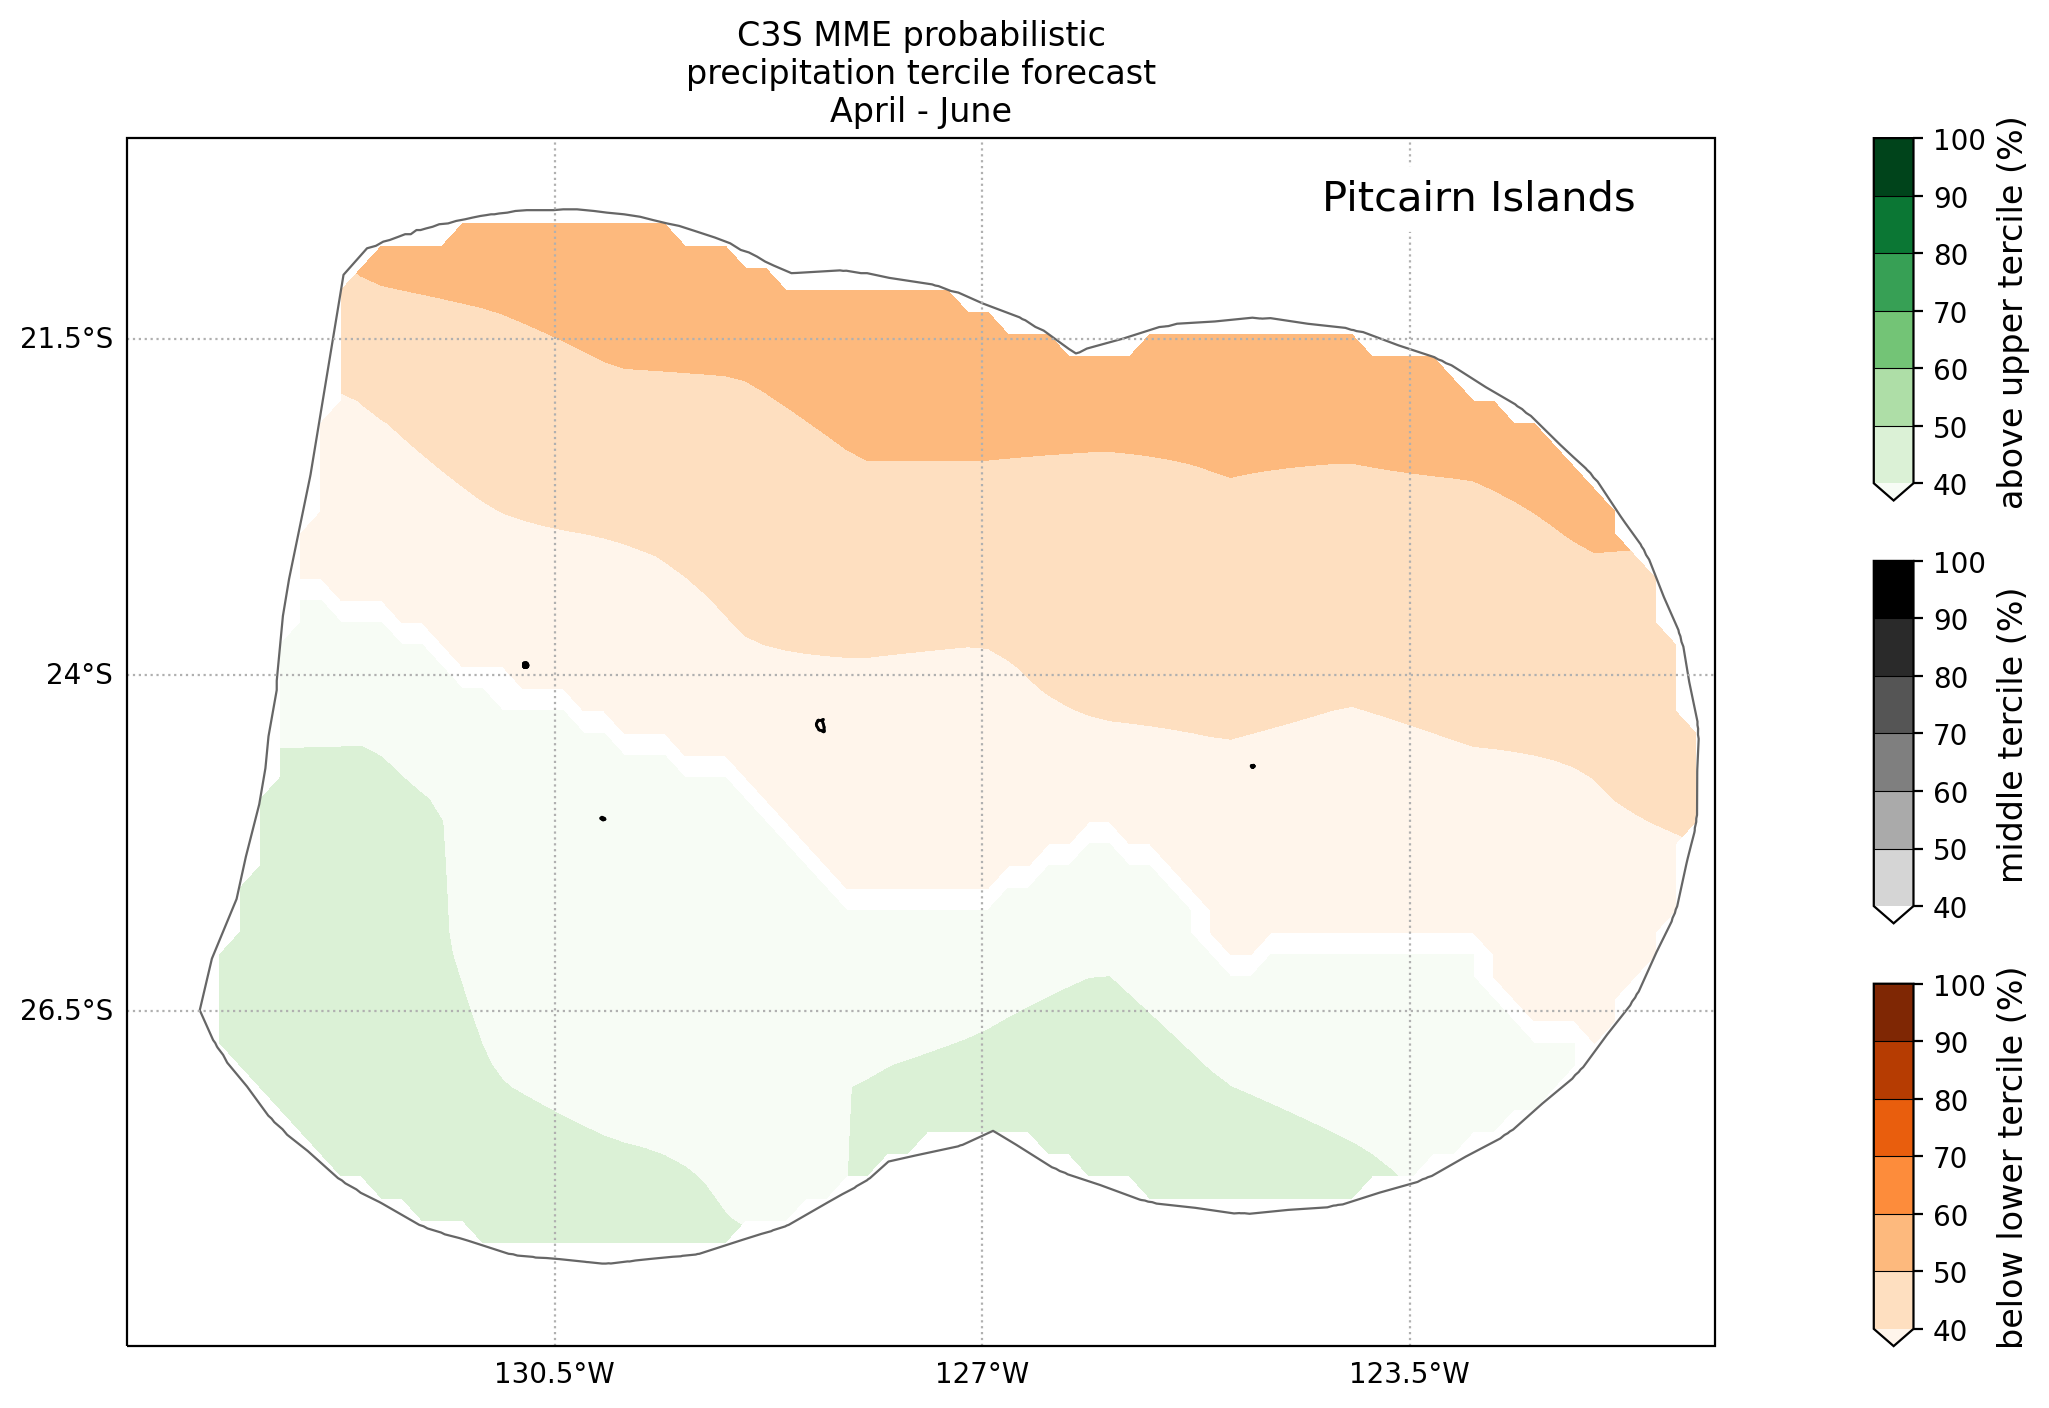 C3S MME probabilistic
precipitation tercile forecast
April - June
Pitcairn Islands
21.5°S
24°S
26.5°S
130.5°W
127°W
123.5°W
100
90
80
70
60
50
40
above upper tercile (%)
100
90
80
70
60
50
40
middle tercile (%)
100
90
80
70
60
50
40
below lower tercile (%)